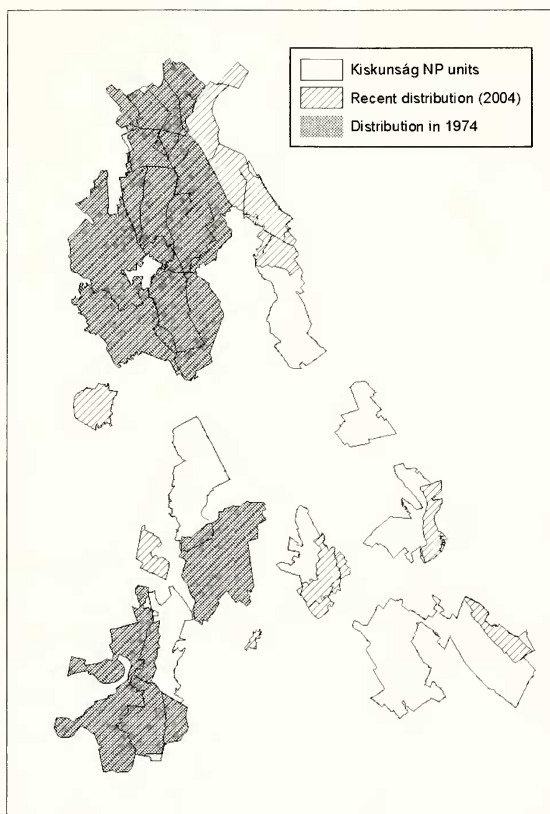 Kiskunság NP units
Recent distribution (2004)
Distribution in 1974